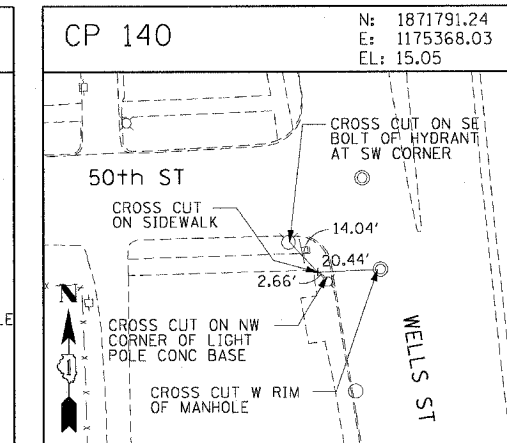 CP 140
N: 1871791.24
E: 1175368.03
EL: 15.05
CROSS CUT ON SE
BOLT OF HYDRANT
AT SW CORNER
50th ST
CROSS CUT
ON SIDEWALK
14.04'
20.44'
2.66'
N
LE
CROSS CUT ON NW
CORNER OF LIGHT
POLE CONC BASE
WELLS ST
CROSS CUT W RIM
OF MANHOLE